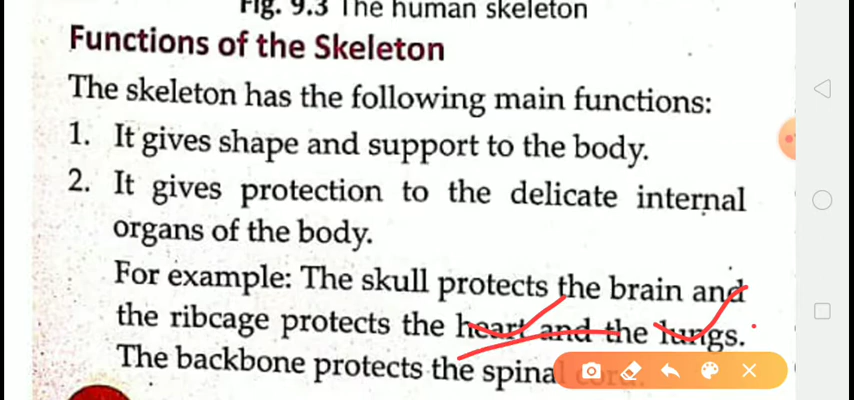 Fig. 9.3 The human skeleton
Functions of the Skeleton
The skeleton has the following main functions:
1. It gives shape and support to the body.
2. It gives protection to the delicate internal
organs of the body.
For example: The skull protects the brain and
the ribcage protects the heart and the lungs.
The backbone protects the spinal cord.